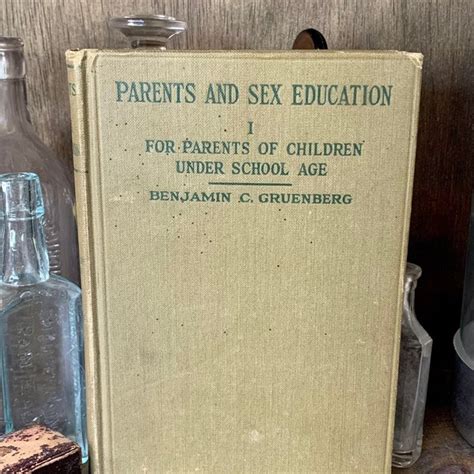 PARENTS AND SEX EDUCATION
I
FOR PARENTS OF CHILDREN
UNDER SCHOOL AGE
BENJAMIN C. GRUENBERG